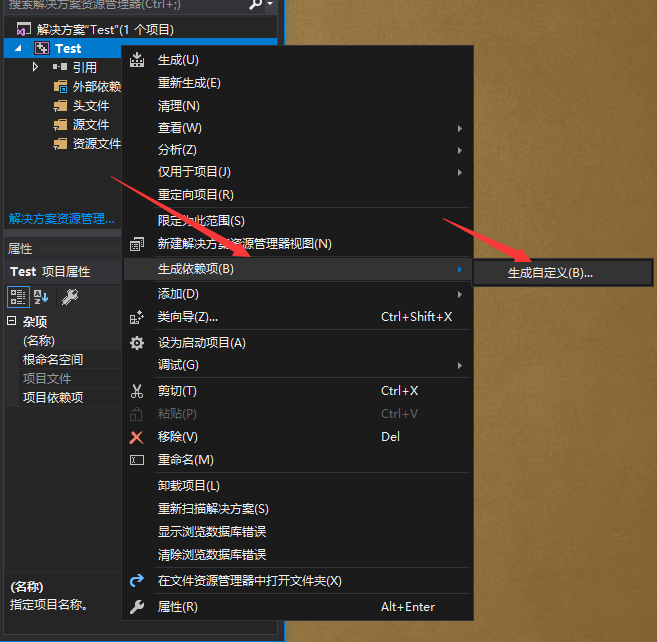 搜索解决方案资源管理器(Ctrl+;)
解决方案"Test"(1 个项目)
Test
引用
外部依赖
头文件
源文件
资源文件
解决方案资源管理...
属性
Test 项目属性
杂项
(名称)
根命名空间
项目文件
项目依赖项
(名称)
指定项目名称。
生成(U)
重新生成(E)
清理(N)
查看(W)
分析(Z)
仅用于项目(J)
重定向项目(R)
限定为此范围(S)
新建解决方案资源管理器视图(N)
生成依赖项(B)
生成自定义(B)...
添加(D)
类向导(Z)... Ctrl+Shift+X
设为启动项目(A)
调试(G)
剪切(T) Ctrl+X
粘贴(P) Ctrl+V
移除(V) Del
重命名(M)
卸载项目(L)
重新扫描解决方案(S)
显示浏览数据库错误
清除浏览数据库错误
在文件资源管理器中打开文件夹(X)
属性(R) Alt+Enter